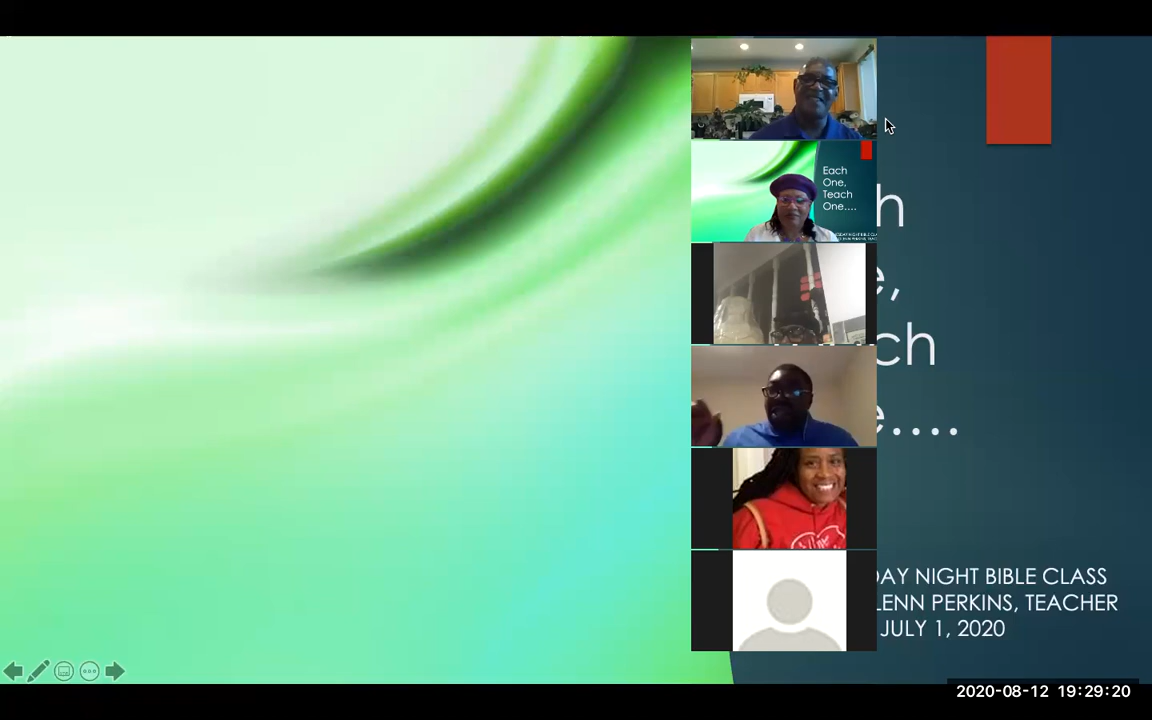 Each
One,
Teach
One....
h
e,
ch
e....
DAY NIGHT BIBLE CLASS
LENN PERKINS, TEACHER
JULY 1, 2020
2020-08-12 19:29:20